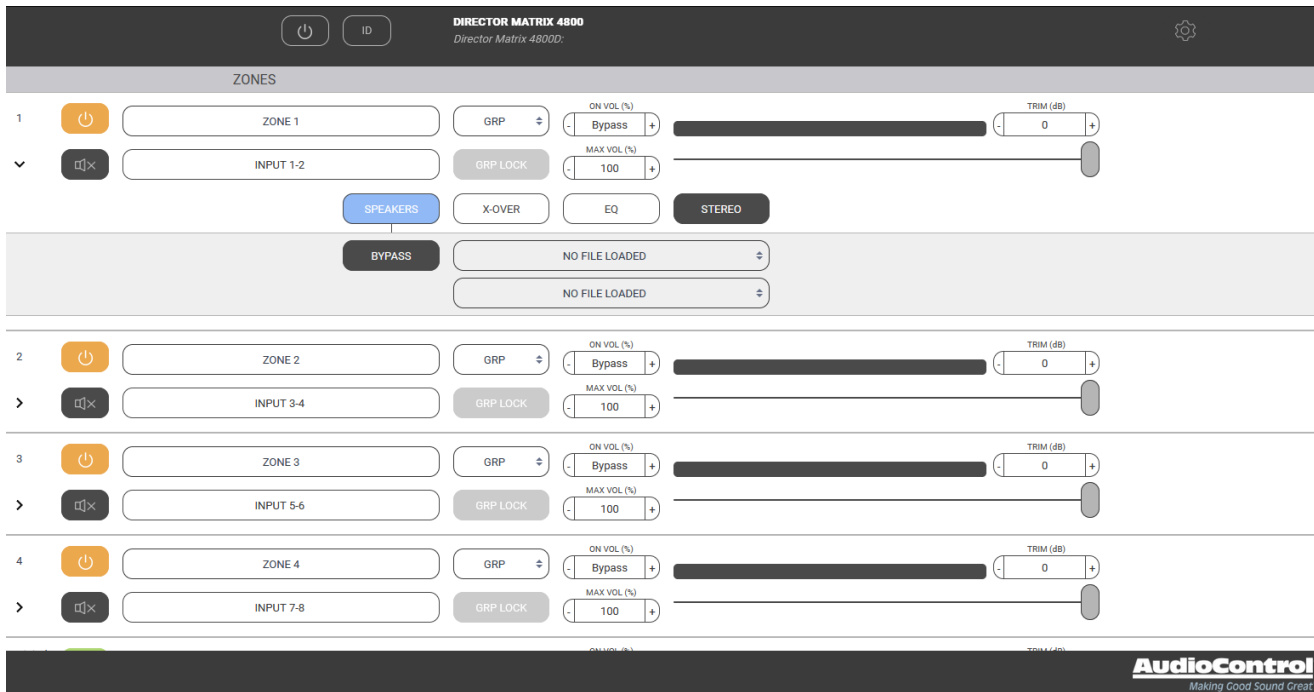 ID
DIRECTOR MATRIX 4800
Director Matrix 4800D:
ZONES
1
ZONE 1
GRP
ON VOL (%)
- Bypass +
TRIM (dB)
- 0 +
INPUT 1-2
GRP LOCK
MAX VOL (%)
- 100 +
SPEAKERS
X-OVER
EQ
STEREO
BYPASS
NO FILE LOADED
NO FILE LOADED
2
ZONE 2
GRP
ON VOL (%)
- Bypass +
TRIM (dB)
- 0 +
INPUT 3-4
GRP LOCK
MAX VOL (%)
- 100 +
3
ZONE 3
GRP
ON VOL (%)
- Bypass +
TRIM (dB)
- 0 +
INPUT 5-6
GRP LOCK
MAX VOL (%)
- 100 +
4
ZONE 4
GRP
ON VOL (%)
- Bypass +
TRIM (dB)
- 0 +
INPUT 7-8
GRP LOCK
MAX VOL (%)
- 100 +
ON VOL (%)
TRIM (dB)
AudioControl
Making Good Sound Great